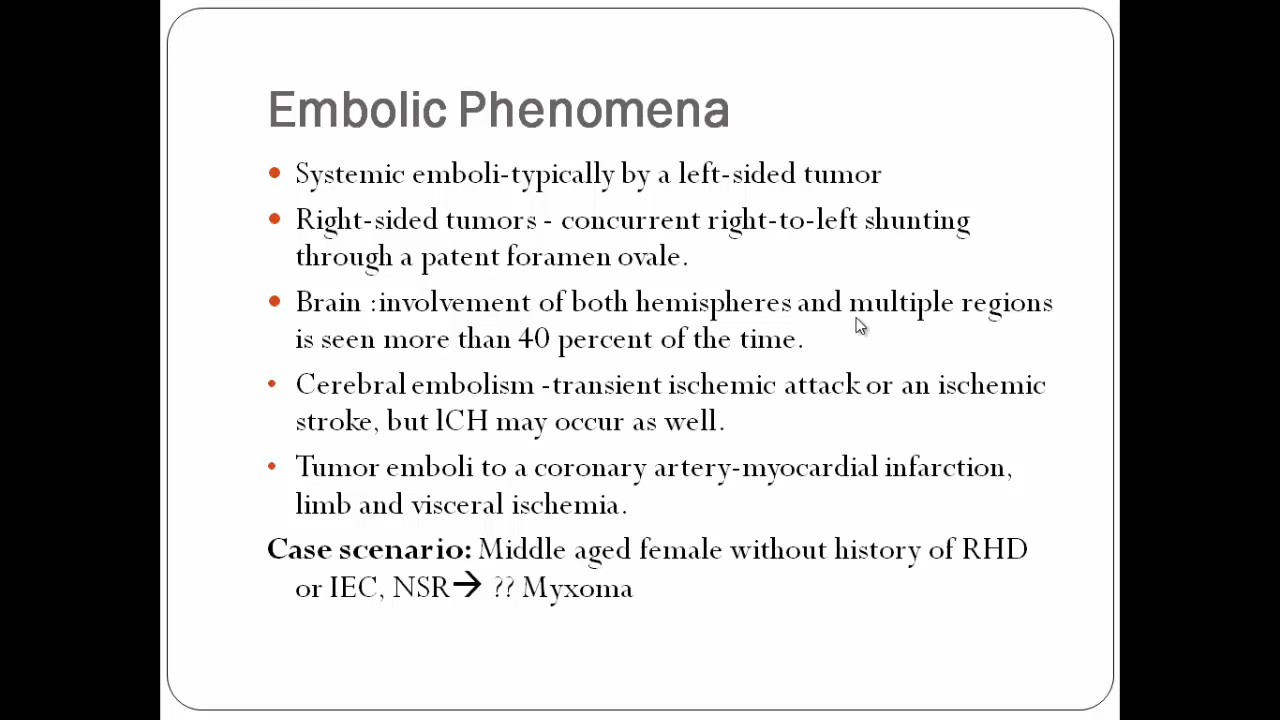 Embolic Phenomena
• Systemic emboli-typically by a left-sided tumor
• Right-sided tumors - concurrent right-to-left shunting
through a patent foramen ovale.
• Brain :involvement of both hemispheres and multiple regions
is seen more than 40 percent of the time.
• Cerebral embolism -transient ischemic attack or an ischemic
stroke, but lCH may occur as well.
• Tumor emboli to a coronary artery-myocardial infarction,
limb and visceral ischemia.
Case scenario: Middle aged female without history of RHD
or IEC, NSR→ ?? Myxoma